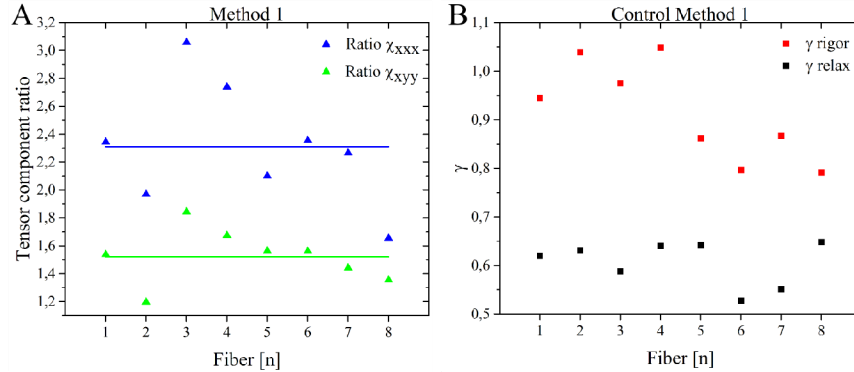 A
Method 1
3,2
3,0
2,8
2,6
2,4
2,2
2,0
1,8
1,6
1,4
1,2
Tensor component ratio
Ratio χxxx
Ratio χxyy
1 2 3 4 5 6 7 8
Fiber [n]
B
Control Method 1
1,1
1,0
0,9
0,8
0,7
0,6
0,5
γ
γ rigor
γ relax
1 2 3 4 5 6 7 8
Fiber [n]